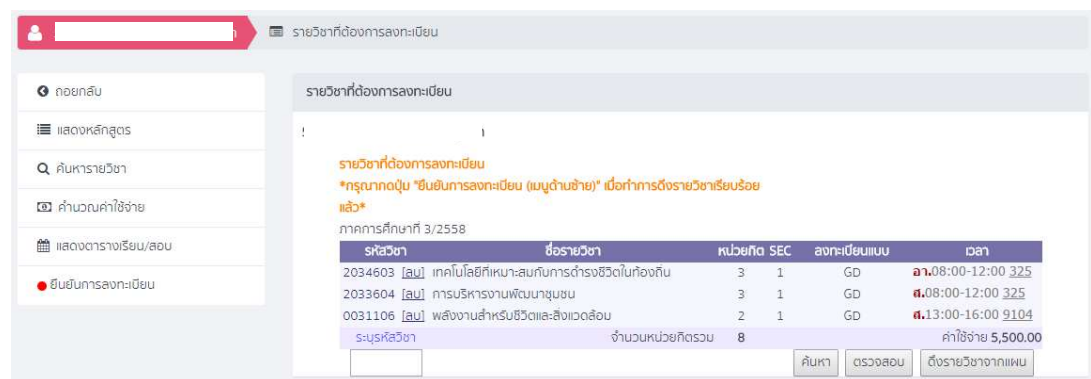 รายวิชาที่ต้องการลงทะเบียน
ถอยกลับ
แสดงหลักสูตร
ค้นหารายวิชา
คำนวณค่าใช้จ่าย
แสดงตารางเรียน/สอบ
ยืนยันการลงทะเบียน
รายวิชาที่ต้องการลงทะเบียน
รายวิชาที่ต้องการลงทะเบียน
*กรุณากดปุ่ม "ยืนยันการลงทะเบียน (เมนูด้านซ้าย)" เมื่อทำการดึงรายวิชาเรียบร้อย
แล้ว*
ภาคการศึกษาที่ 3/2558
รหัสวิชา ชื่อรายวิชา หน่วยกิต SEC ลงทะเบียนแบบ เวลา
2034603 [ลบ] เทคโนโลยีที่เหมาะสมกับการดำรงชีวิตในท้องถิ่น 3 1 GD อา.08:00-12:00 325
2033604 [ลบ] การบริหารงานพัฒนาชุมชน 3 1 GD ส.08:00-12:00 325
0031106 [ลบ] พลังงานสำหรับชีวิตและสิ่งแวดล้อม 2 1 GD ส.13:00-16:00 9104
ระบุรหัสวิชา จำนวนหน่วยกิตรวม 8 ค่าใช้จ่าย 5,500.00
ค้นหา ตรวจสอบ ดึงรายวิชาจากแผน